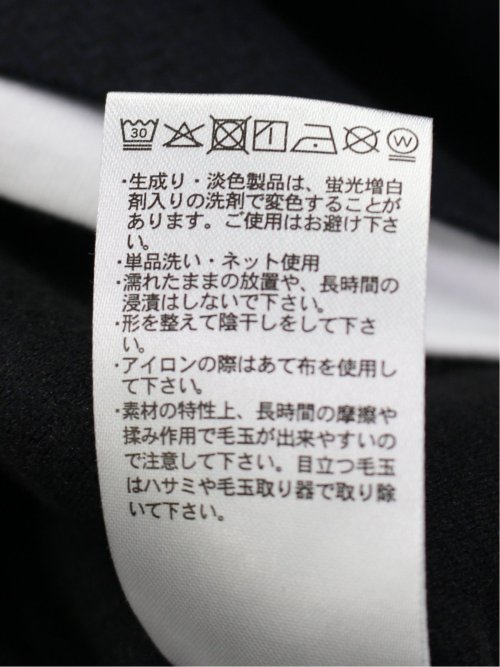 30
W
・生成り・淡色製品は、蛍光増白
剤入りの洗剤で変色することが
あります。ご使用はお避け下さ
い。
・単品洗い・ネット使用
・濡れたままの放置や、長時間の
浸漬はしないで下さい。
・形を整えて陰干しをして下さ
い。
・アイロンの際はあて布を使用し
て下さい。
・素材の特性上、長時間の摩擦や
揉み作用で毛玉が出来やすいの
で注意して下さい。目立つ毛玉
はハサミや毛玉取り器で取り除
いて下さい。